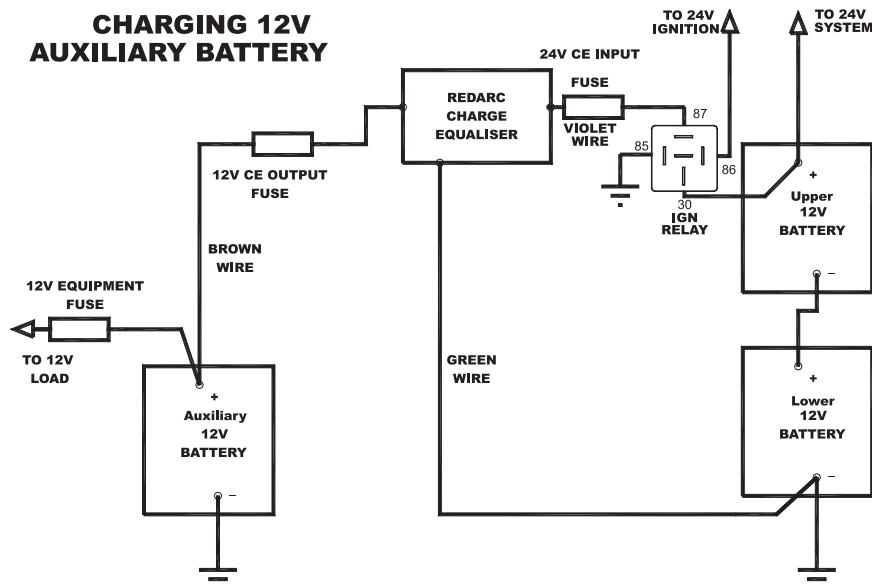 CHARGING 12V
AUXILIARY BATTERY
TO 24V
IGNITION
TO 24V
SYSTEM
24V CE INPUT
FUSE
VIOLET
WIRE
REDARC
CHARGE
EQUALISER
87
85
86
30
IGN
RELAY
12V CE OUTPUT
FUSE
+
Upper
12V
BATTERY
–
BROWN
WIRE
12V EQUIPMENT
FUSE
TO 12V
LOAD
GREEN
WIRE
+
Auxiliary
12V
BATTERY
–
+
Lower
12V
BATTERY
–